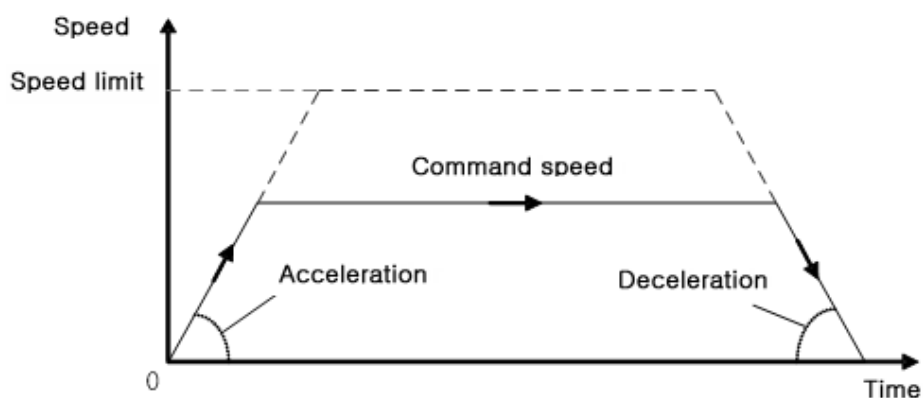 Speed
Speed limit
Command speed
Acceleration
Deceleration
0
Time